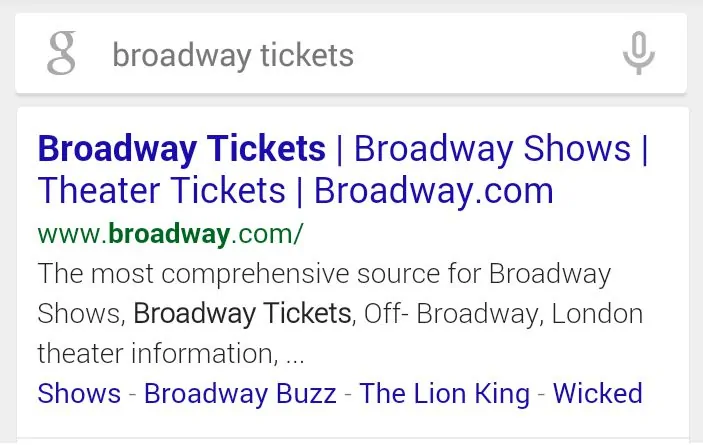 g broadway tickets
Broadway Tickets | Broadway Shows |
Theater Tickets | Broadway.com
www.broadway.com/
The most comprehensive source for Broadway
Shows, Broadway Tickets, Off- Broadway, London
theater information, ...
Shows - Broadway Buzz - The Lion King - Wicked